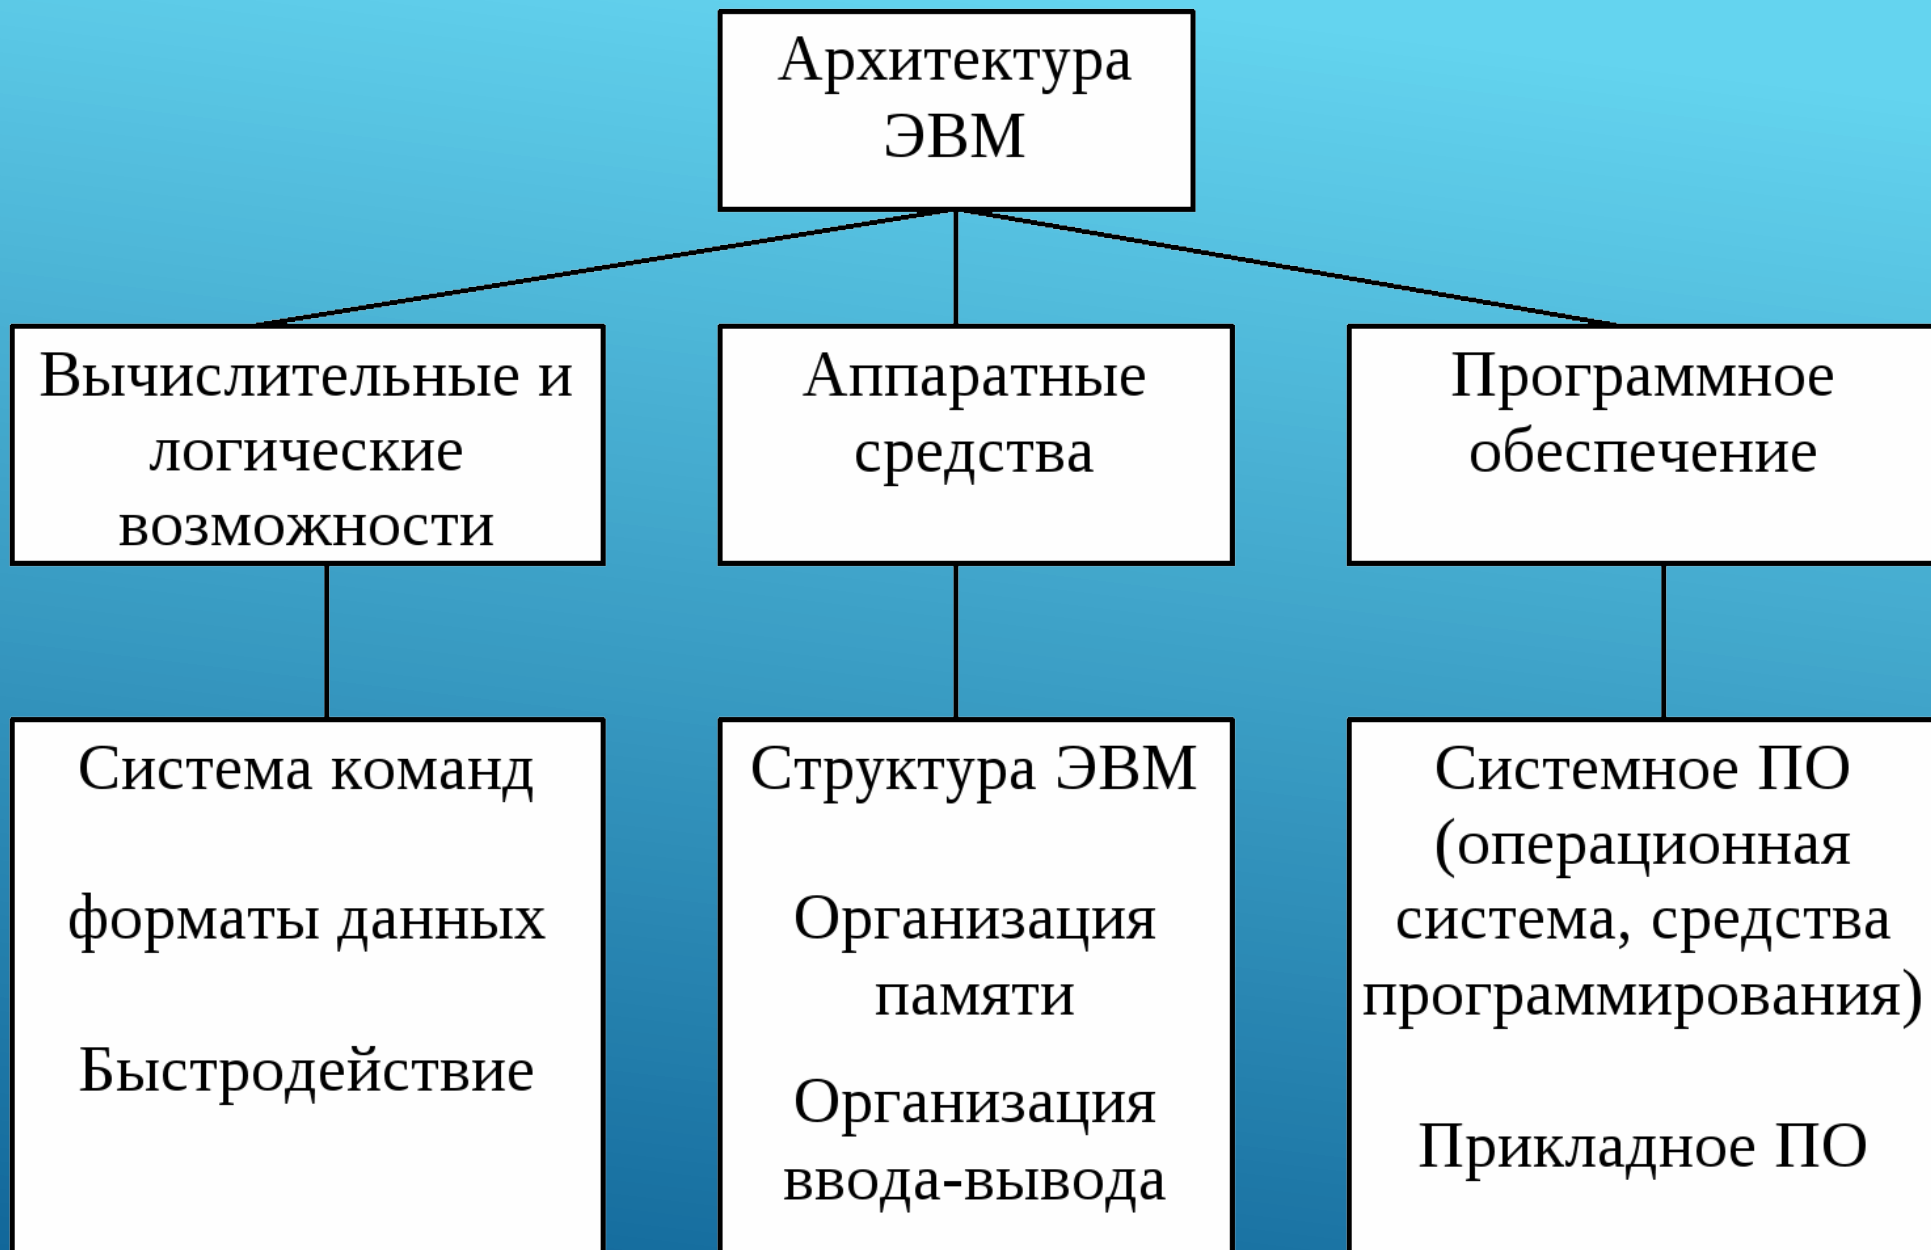 Архитектура
ЭВМ
Вычислительные и
логические
возможности
Аппаратные
средства
Программное
обеспечение
Система команд
форматы данных
Быстродействие
Структура ЭВМ
Организация
памяти
Организация
ввода-вывода
Системное ПО
(операционная
система, средства
программирования)
Прикладное ПО